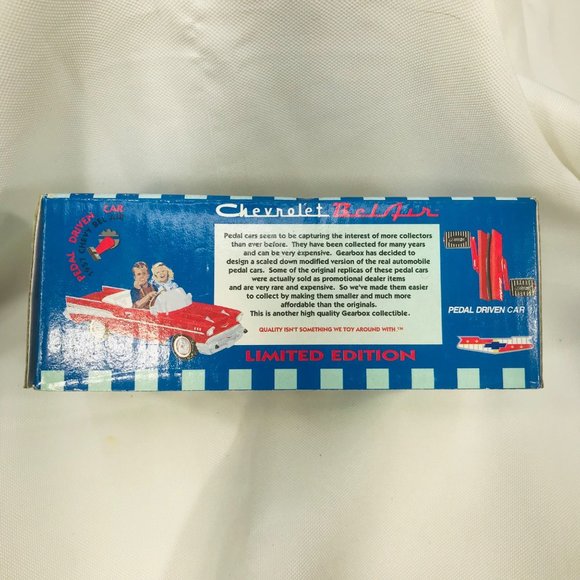 PEDAL DRIVEN CAR
1957 CHEVY BEL AIR
Chevrolet BelAir
Pedal cars seem to be capturing the interest of more collectors
than ever before. They have been collected for many years
and can be very expensive. Gearbox has decided to
design a scaled down modified version of the real automobile
pedal cars. Some of the original replicas of these pedal cars
were actually sold as promotional dealer items
and are very rare and expensive. So we've made them easier
to collect by making them smaller and much more
affordable than the originals.
This is another high quality Gearbox collectible.
QUALITY ISN'T SOMETHING WE TOY AROUND WITH ™
LIMITED EDITION
PEDAL DRIVEN CAR